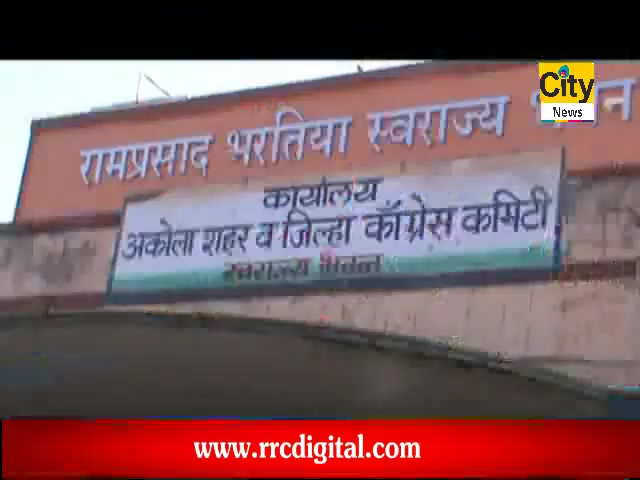 City
News
रामप्रसाद भरतिया स्वराज्य
कार्यालय
अकोला शहर व जिल्हा काँग्रेस कमिटी
स्वराज्य भवन
www.rrcdigital.com